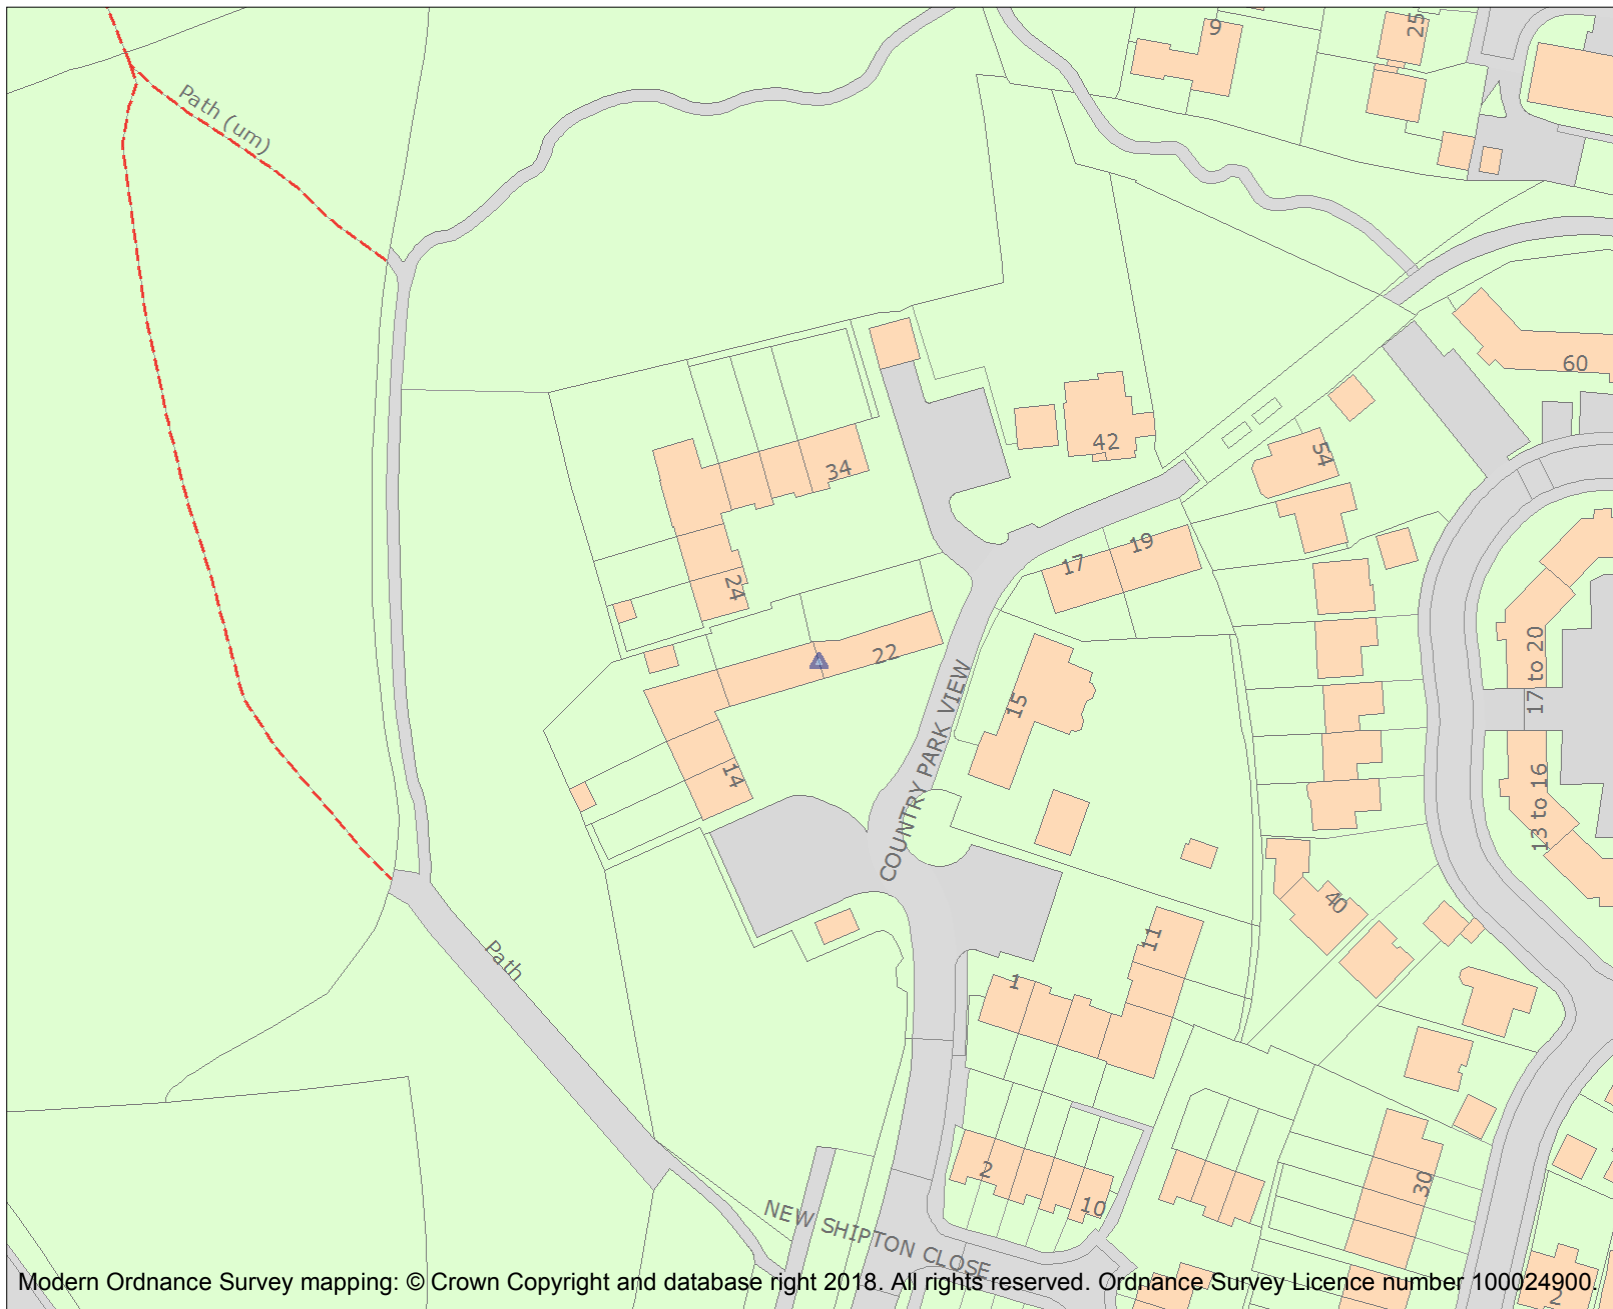 9
25
Path (um)
60
42
54
34
19
17
24
22
15
17 to 20
14
COUNTRY PARK VIEW
13 to 16
40
11
Path
1
2
10
30
NEW SHIPTON CLOSE
2
Modern Ordnance Survey mapping: © Crown Copyright and database right 2018. All rights reserved. Ordnance Survey Licence number 100024900.